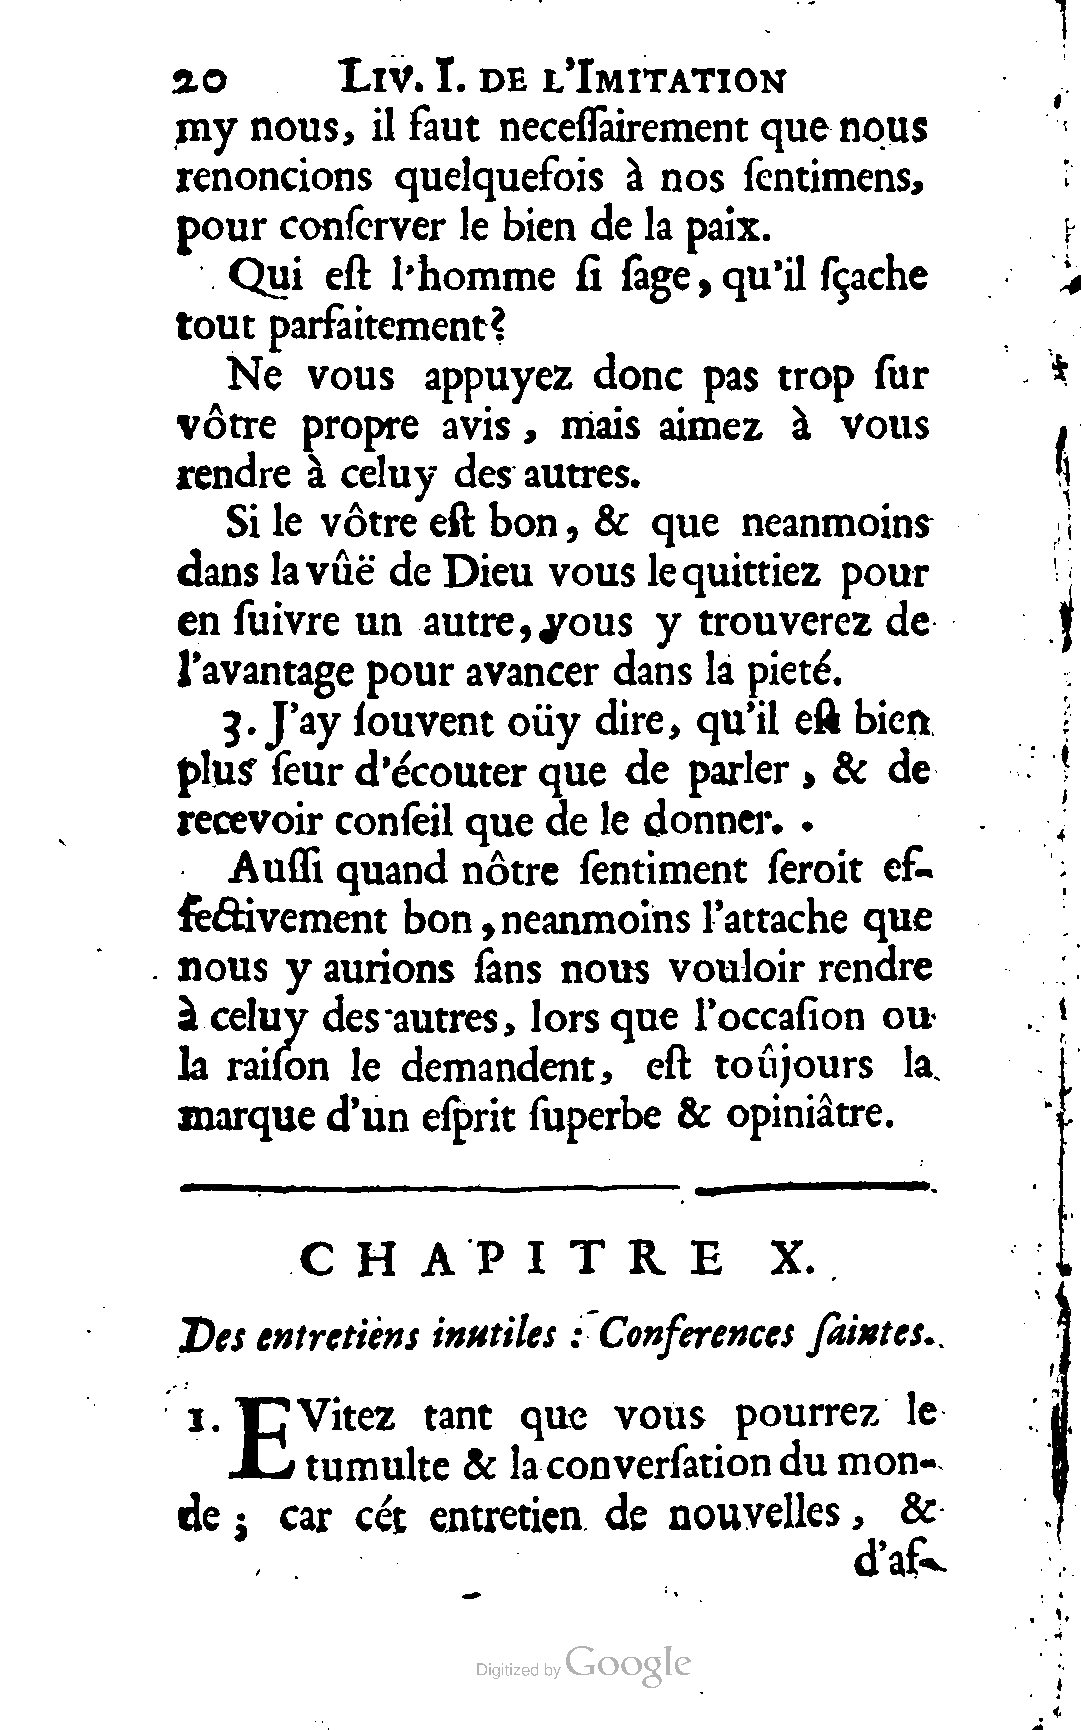 20 LIV. I. DE L'IMITATION
my nous, il faut neceſſairement que nous
renoncions quelquefois à nos ſentimens,
pour conſerver le bien de la paix.
Qui eſt l'homme ſi ſage, qu'il ſçache
tout parfaitement?
Ne vous appuyez donc pas trop ſur
vôtre propre avis, mais aimez à vous
rendre à celuy des autres.
Si le vôtre eſt bon, & que neanmoins
dans la vûë de Dieu vous le quittiez pour
en ſuivre un autre, vous y trouverez de
l'avantage pour avancer dans la pieté.
3. J'ay ſouvent oüy dire, qu'il eſt bien
plus ſeur d'écouter que de parler, & de
recevoir conſeil que de le donner.
Auſſi quand nôtre ſentiment ſeroit ef-
fectivement bon, neanmoins l'attache que
nous y aurions ſans nous vouloir rendre
à celuy des autres, lors que l'occaſion ou
la raiſon le demandent, eſt toûjours la
marque d'un eſprit ſuperbe & opiniâtre.
CHAPITRE X.
Des entretiens inutiles : Conferences ſaintes.
1. EVitez tant que vous pourrez le
tumulte & la converſation du mon-
de ; car cét entretien de nouvelles, &
d'aſ-
Digitized by Google